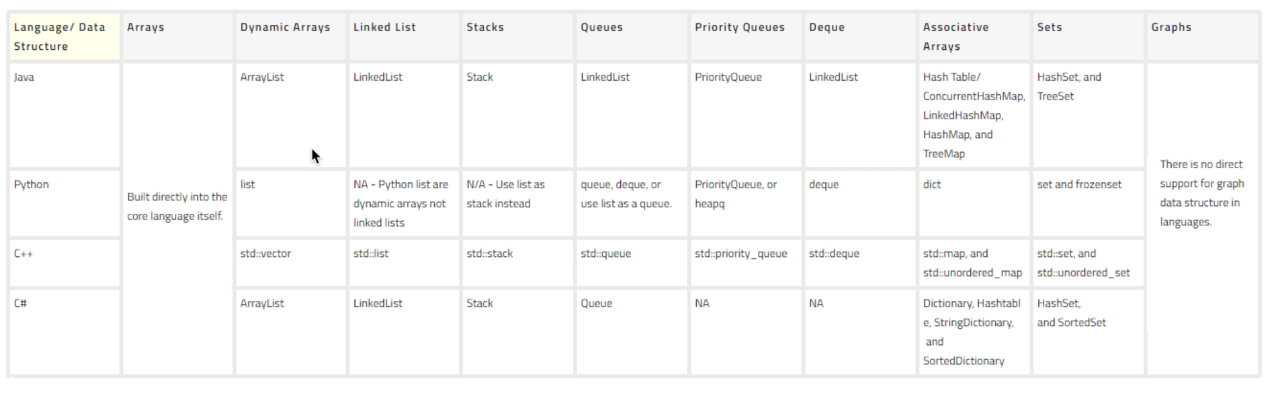 Language/ Data
Structure
Arrays
Dynamic Arrays
Linked List
Stacks
Queues
Priority Queues
Deque
Associative
Arrays
Sets
Graphs
Java
Built directly into the
core language itself.
ArrayList
LinkedList
Stack
LinkedList
PriorityQueue
LinkedList
Hash Table/
ConcurrentHashMap,
LinkedHashMap,
HashMap, and
TreeMap
HashSet, and
TreeSet
There is no direct
support for graph
data structure in
languages.
Python
list
NA - Python list are
dynamic arrays not
linked lists
N/A - Use list as
stack instead
queue, deque, or
use list as a queue.
PriorityQueue, or
heapq
deque
dict
set and frozenset
C++
std::vector
std::list
std::stack
std::queue
std::priority_queue
std::deque
std::map, and
std::unordered_map
std::set, and
std::unordered_set
C#
ArrayList
LinkedList
Stack
Queue
NA
NA
Dictionary, Hashtabl
e, StringDictionary,
and
SortedDictionary
HashSet,
and SortedSet